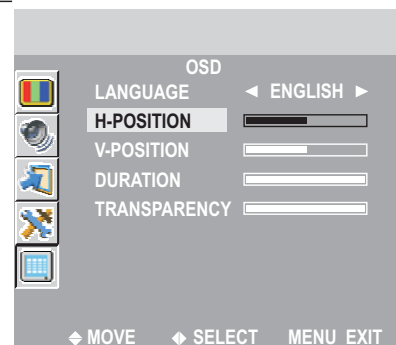 OSD
LANGUAGE ◄ ENGLISH ►
H-POSITION
V-POSITION
DURATION
TRANSPARENCY
MOVE SELECT MENU EXIT